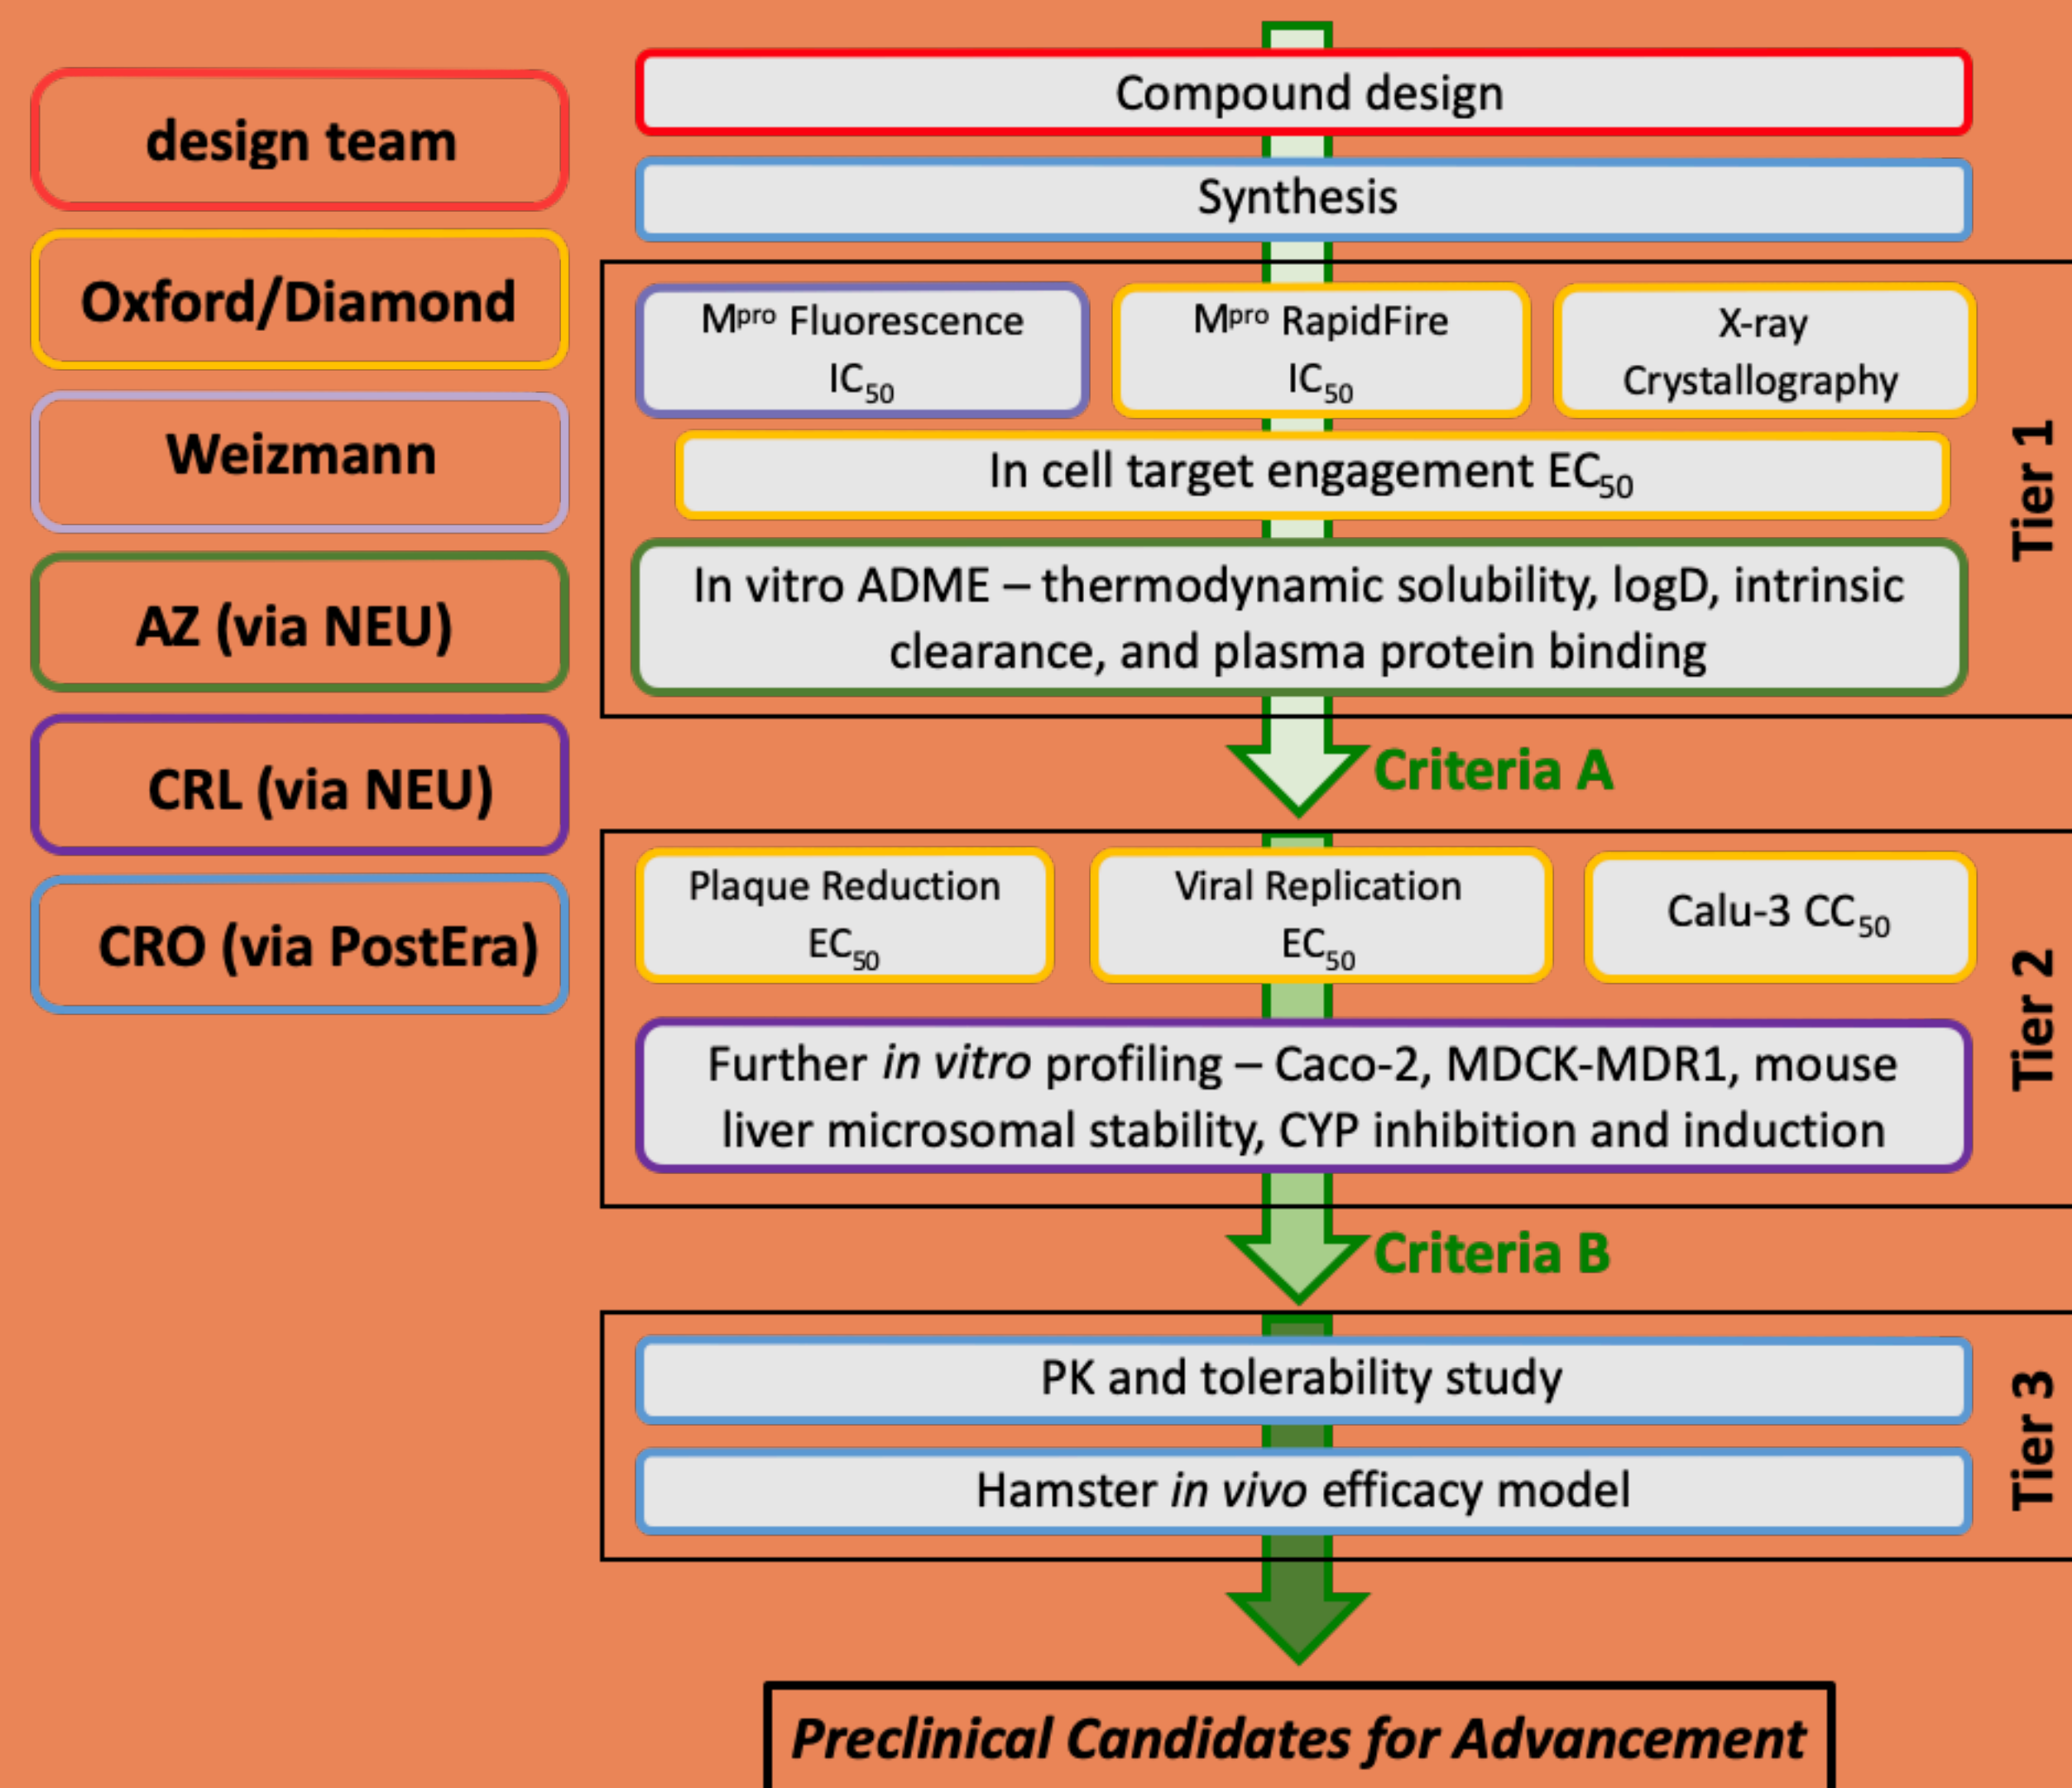 design team
Oxford/Diamond
Weizmann
AZ (via NEU)
CRL (via NEU)
CRO (via PostEra)
Compound design
Synthesis
Mpro Fluorescence
IC50
Mpro RapidFire
IC50
X-ray
Crystallography
In cell target engagement EC50
In vitro ADME – thermodynamic solubility, logD, intrinsic
clearance, and plasma protein binding
Tier 1
Criteria A
Plaque Reduction
EC50
Viral Replication
EC50
Calu-3 CC50
Further in vitro profiling – Caco-2, MDCK-MDR1, mouse
liver microsomal stability, CYP inhibition and induction
Tier 2
Criteria B
PK and tolerability study
Hamster in vivo efficacy model
Tier 3
Preclinical Candidates for Advancement